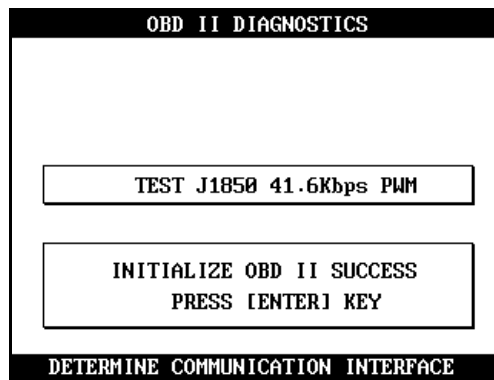 OBD II DIAGNOSTICS
TEST J1850 41.6Kbps PWM
INITIALIZE OBD II SUCCESS
PRESS [ENTER] KEY
DETERMINE COMMUNICATION INTERFACE